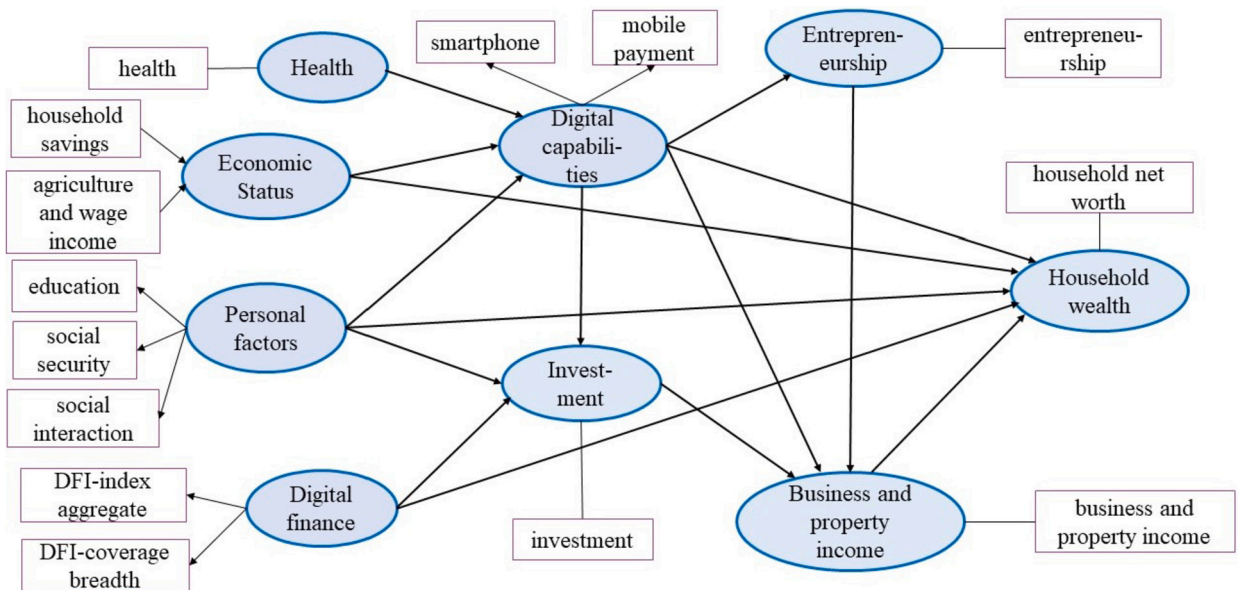 health
Health
smartphone
mobile
payment
Entrepren-
eurship
entrepreneu-
rship
household
savings
agriculture
and wage
income
Economic
Status
Digital
capabili-
ties
household net
worth
Household
wealth
education
social
security
social
interaction
Personal
factors
Invest-
ment
investment
DFI-index
aggregate
DFI-coverage
breadth
Digital
finance
Business and
property
income
business and
property income